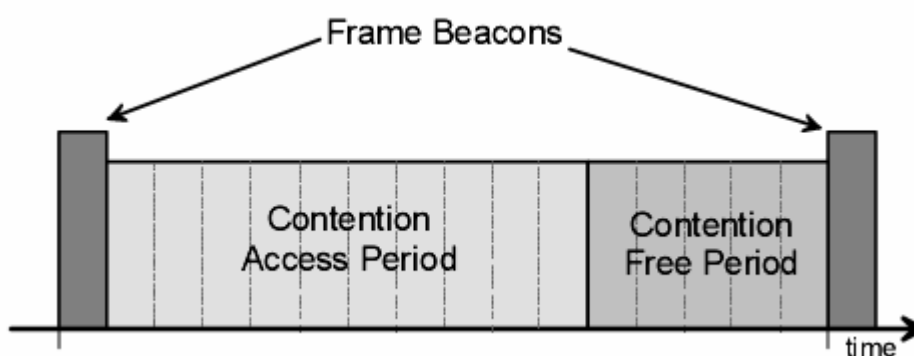 Frame Beacons
Contention
Access Period
Contention
Free Period
time